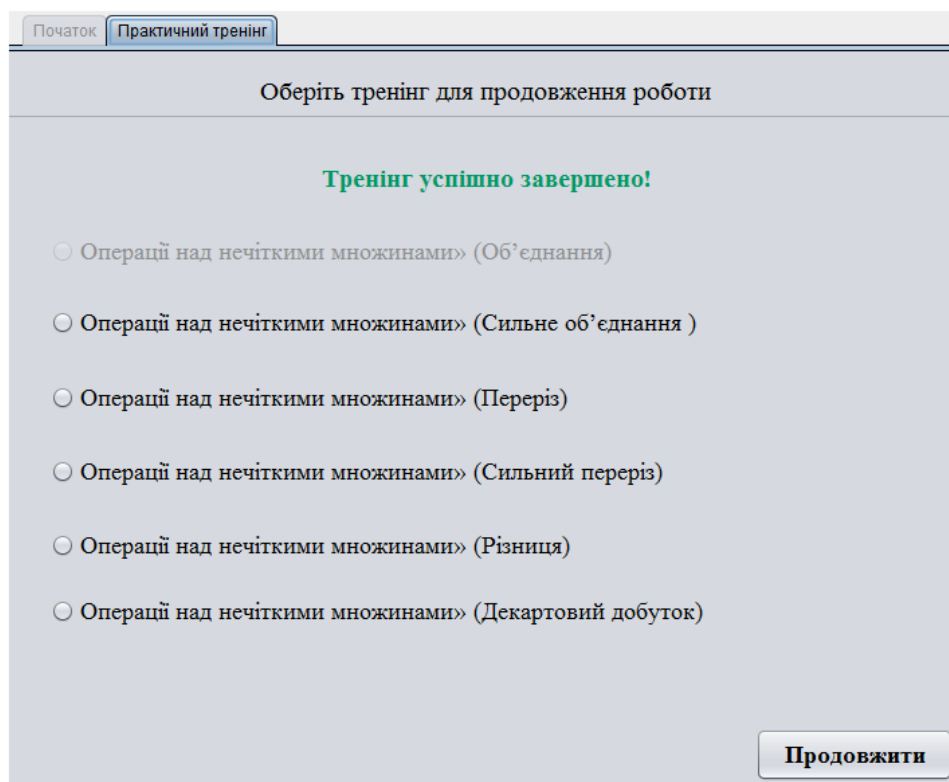 Початок Практичний тренінг
Оберіть тренінг для продовження роботи
Тренінг успішно завершено!
Операції над нечіткими множинами» (Об’єднання)
Операції над нечіткими множинами» (Сильне об’єднання )
Операції над нечіткими множинами» (Переріз)
Операції над нечіткими множинами» (Сильний переріз)
Операції над нечіткими множинами» (Різниця)
Операції над нечіткими множинами» (Декартовий добуток)
Продовжити